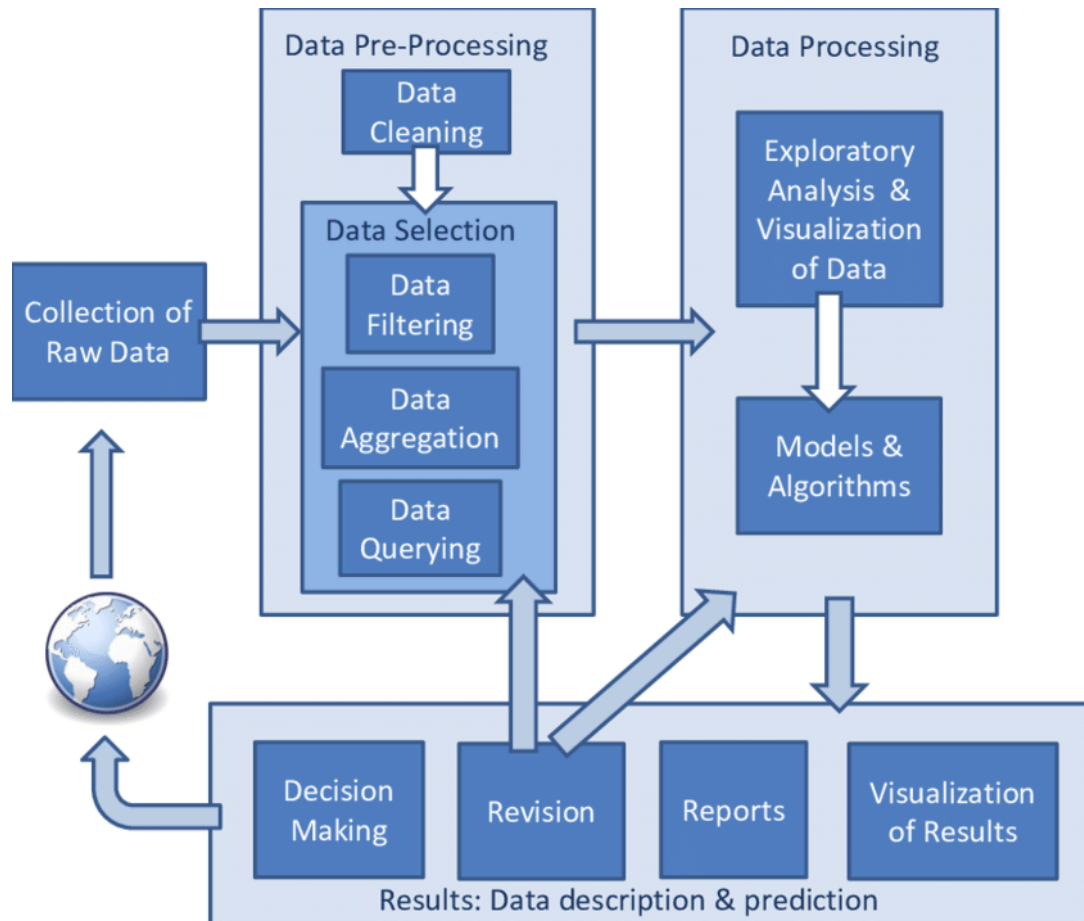 Data Pre-Processing
Data
Cleaning
Data Selection
Data
Filtering
Data
Aggregation
Data
Querying
Collection of
Raw Data
Data Processing
Exploratory
Analysis &
Visualization
of Data
Models &
Algorithms
Decision
Making
Revision
Reports
Visualization
of Results
Results: Data description & prediction